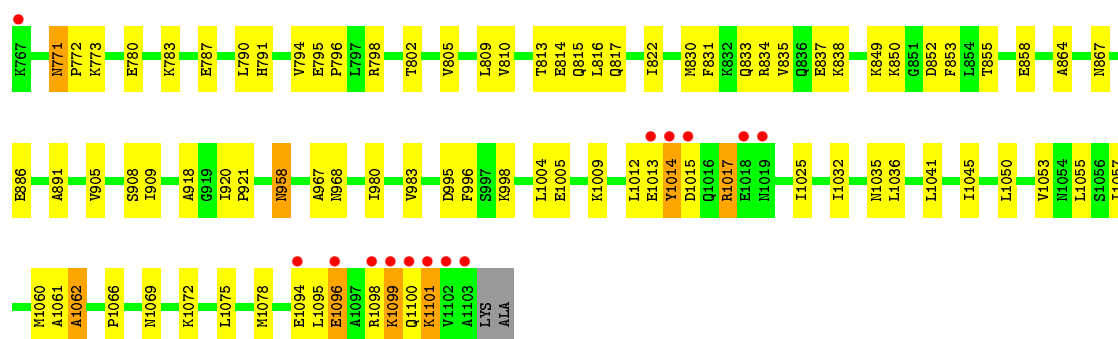 K767 N771 P772 K773 E780 K783 E787 L790 H791 V794 E795 P796 L797 R798 T802 V805 L809 V810 T813 E814 Q815 L816 Q817 I822 M830 F831 K832 Q833 R834 V835 Q836 E837 K838 K849 K850 G851 D852 F853 L854 T855 E858 A864 N867
E886 A891 V905 S908 I909 A918 G919 I920 P921 N958 A967 N968 I980 V983 D995 F996 S997 K998 L1004 E1005 K1009 L1012 E1013 Y1014 D1015 Q1016 R1017 E1018 N1019 I1025 I1032 N1035 L1036 L1041 I1045 L1050 V1053 N1054 L1055 S1056
M1060 A1061 A1062 P1066 N1069 K1072 L1075 M1078 E1094 L1095 E1096 A1097 R1098 K1099 Q1100 K1101 V1102 A1103 LYS ALA